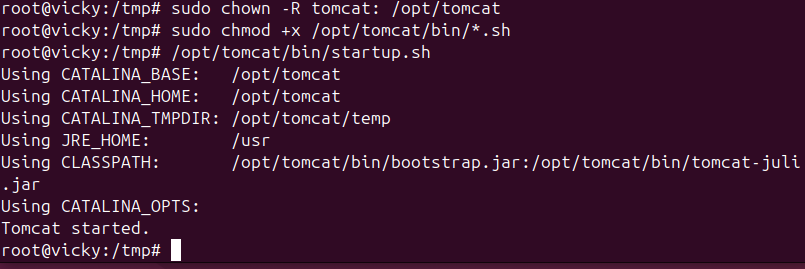 root@vicky:/tmp# sudo chown -R tomcat: /opt/tomcat
root@vicky:/tmp# sudo chmod +x /opt/tomcat/bin/*.sh
root@vicky:/tmp# /opt/tomcat/bin/startup.sh
Using CATALINA_BASE:   /opt/tomcat
Using CATALINA_HOME:   /opt/tomcat
Using CATALINA_TMPDIR: /opt/tomcat/temp
Using JRE_HOME:        /usr
Using CLASSPATH:       /opt/tomcat/bin/bootstrap.jar:/opt/tomcat/bin/tomcat-juli
.jar
Using CATALINA_OPTS:
Tomcat started.
root@vicky:/tmp#